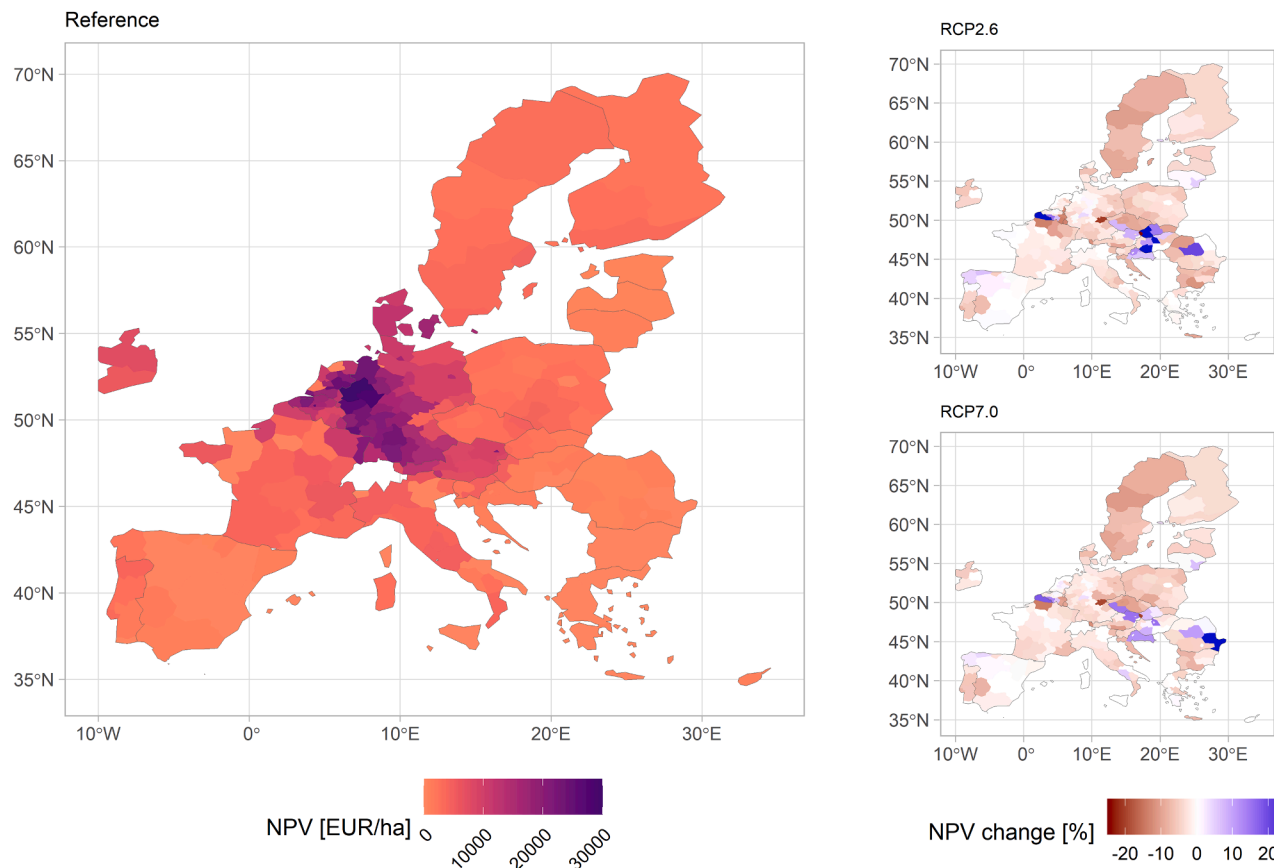 Reference
70°N
65°N
60°N
55°N
50°N
45°N
40°N
35°N
10°W 0° 10°E 20°E 30°E
NPV [EUR/ha]
0 10000 20000 30000
RCP2.6
70°N
65°N
60°N
55°N
50°N
45°N
40°N
35°N
10°W 0° 10°E 20°E 30°E
RCP7.0
70°N
65°N
60°N
55°N
50°N
45°N
40°N
35°N
10°W 0° 10°E 20°E 30°E
NPV change [%]
-20 -10 0 10